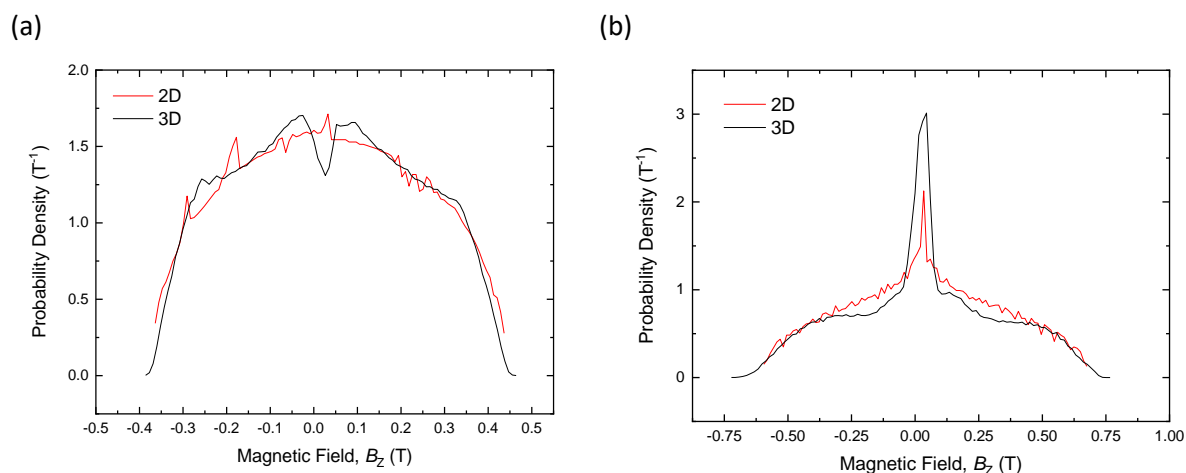 (a)
2.0
1.5
1.0
0.5
0.0
Probability Density (T-1)
2D
3D
-0.5 -0.4 -0.3 -0.2 -0.1 0.0 0.1 0.2 0.3 0.4 0.5
Magnetic Field, BZ (T)
(b)
3
2
1
0
Probability Density (T-1)
2D
3D
-0.75 -0.50 -0.25 0.00 0.25 0.50 0.75 1.00
Magnetic Field, BZ (T)